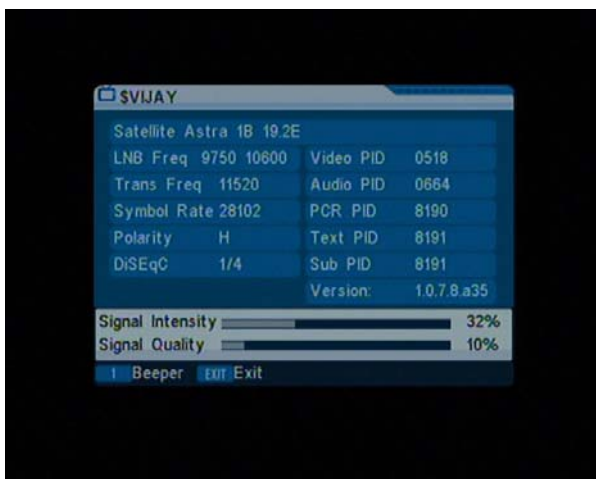 $VIJAY
Satellite Astra 1B 19.2E
LNB Freq 9750 10600 Video PID 0518
Trans Freq 11520 Audio PID 0664
Symbol Rate 28102 PCR PID 8190
Polarity H Text PID 8191
DiSEqC 1/4 Sub PID 8191
Version: 1.0.7.8.a35
Signal Intensity 32%
Signal Quality 10%
1 Beeper EXIT Exit